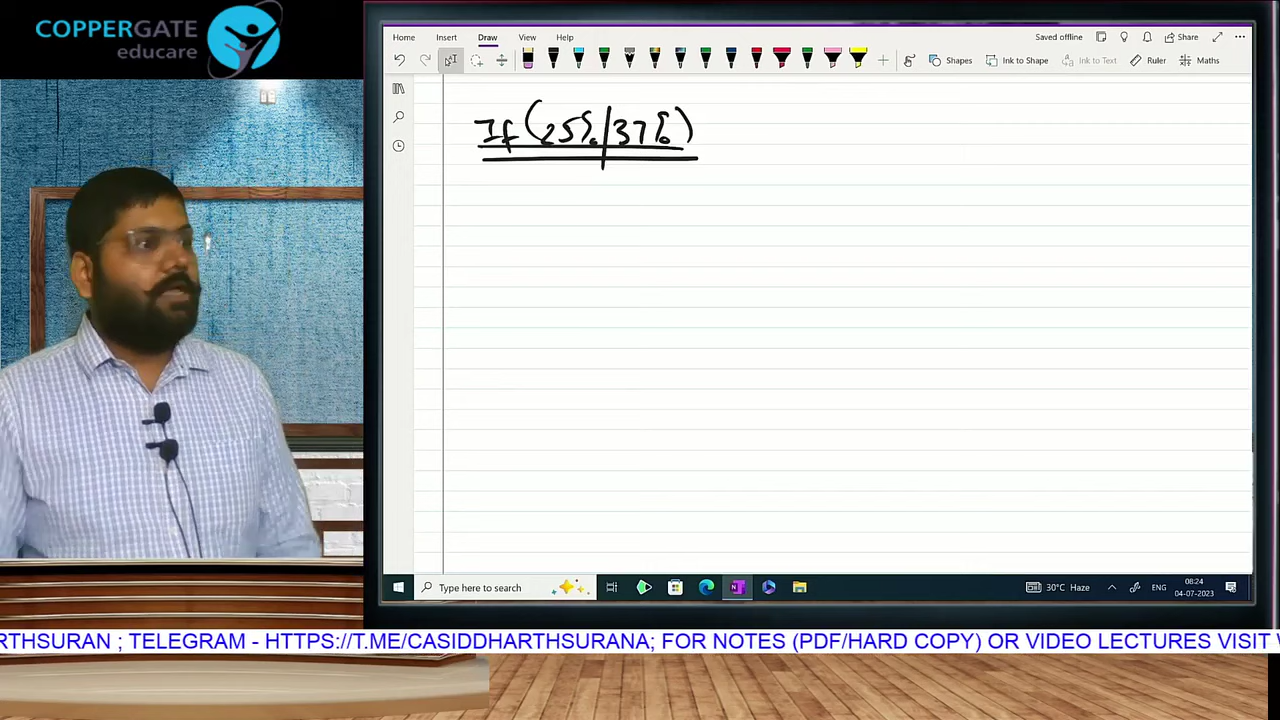 COPPERGATE
educare
Home Insert Draw View Help
Saved offline Share
Shapes Ink to Shape Ink to Text Ruler Maths
If (25%/37%)
Type here to search
30°C Haze ENG 08:24
04-07-2023
RTHSURAN ; TELEGRAM - HTTPS://T.ME/CASIDDHARTHSURANA; FOR NOTES (PDF/HARD COPY) OR VIDEO LECTURES VISIT